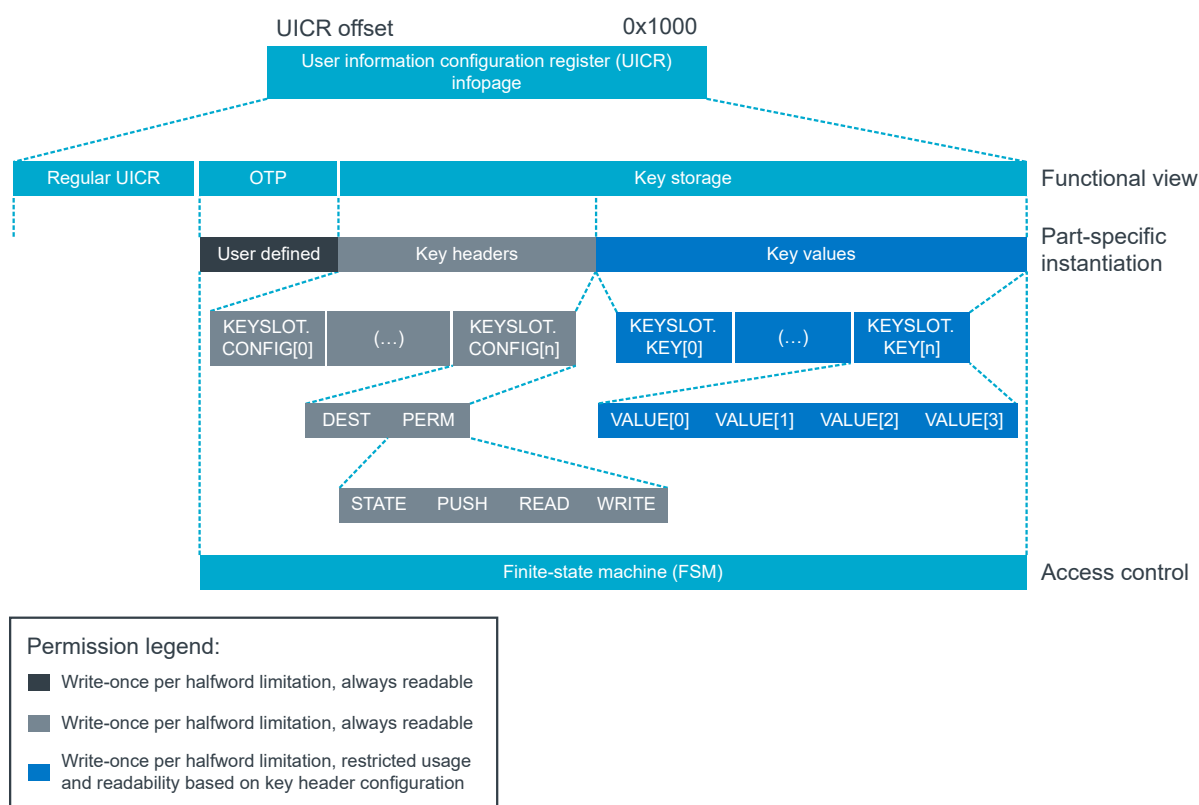 UICR offset 0x1000
User information configuration register (UICR)
infopage
Regular UICR OTP Key storage Functional view
User defined Key headers Key values Part-specific
instantiation
KEYSLOT.
CONFIG[0]
(…)
KEYSLOT.
CONFIG[n]
KEYSLOT.
KEY[0]
(…)
KEYSLOT.
KEY[n]
DEST PERM
VALUE[0] VALUE[1] VALUE[2] VALUE[3]
STATE PUSH READ WRITE
Finite-state machine (FSM) Access control
Permission legend:
Write-once per halfword limitation, always readable
Write-once per halfword limitation, always readable
Write-once per halfword limitation, restricted usage
and readability based on key header configuration